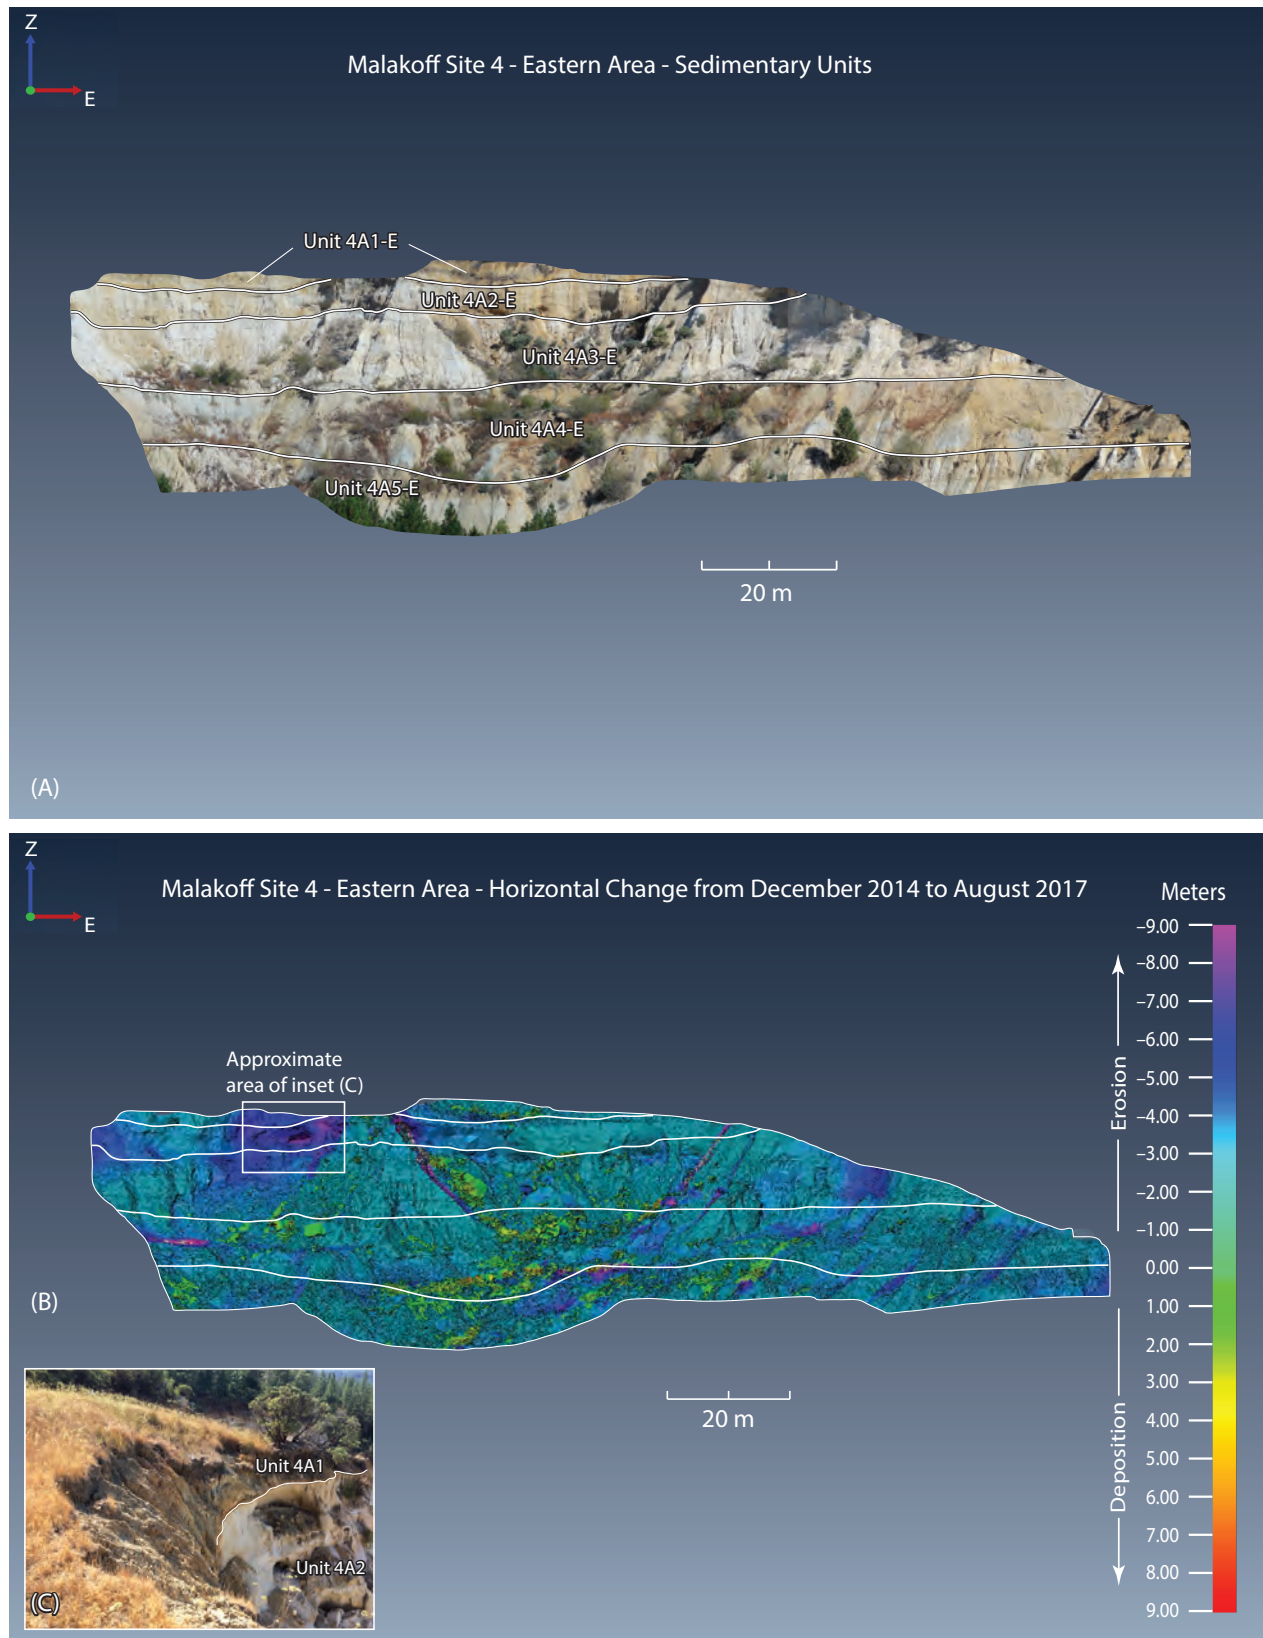 Z
E
Malakoff Site 4 - Eastern Area - Sedimentary Units
Unit 4A1-E
Unit 4A2-E
Unit 4A3-E
Unit 4A4-E
Unit 4A5-E
20 m
(A)
Z
E
Malakoff Site 4 - Eastern Area - Horizontal Change from December 2014 to August 2017
Meters
–9.00
–8.00
–7.00
–6.00
–5.00
–4.00
–3.00
–2.00
–1.00
0.00
1.00
2.00
3.00
4.00
5.00
6.00
7.00
8.00
9.00
Erosion
Deposition
Approximate
area of inset (C)
(B)
20 m
Unit 4A1
Unit 4A2
(C)